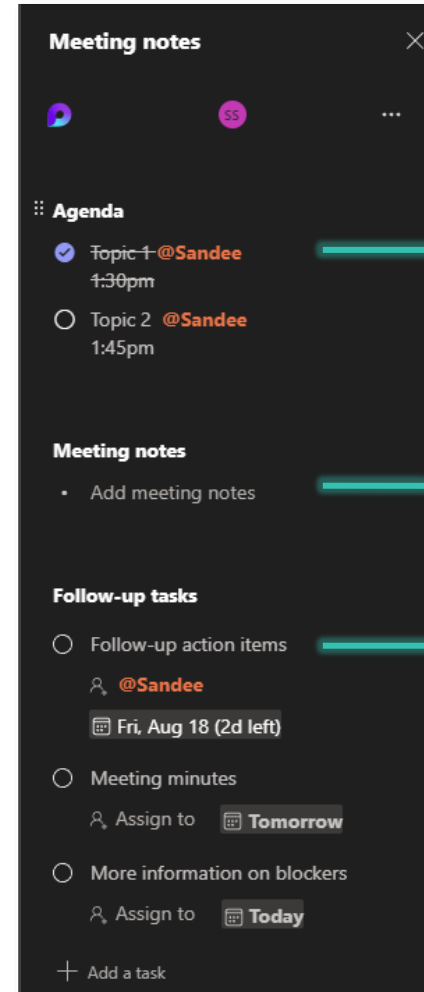 Meeting notes
SS
Agenda
Topic 1 @Sandee
1:30pm
Topic 2 @Sandee
1:45pm
Meeting notes
Add meeting notes
Follow-up tasks
Follow-up action items
@Sandee
Fri, Aug 18 (2d left)
Meeting minutes
Assign to Tomorrow
More information on blockers
Assign to Today
Add a task